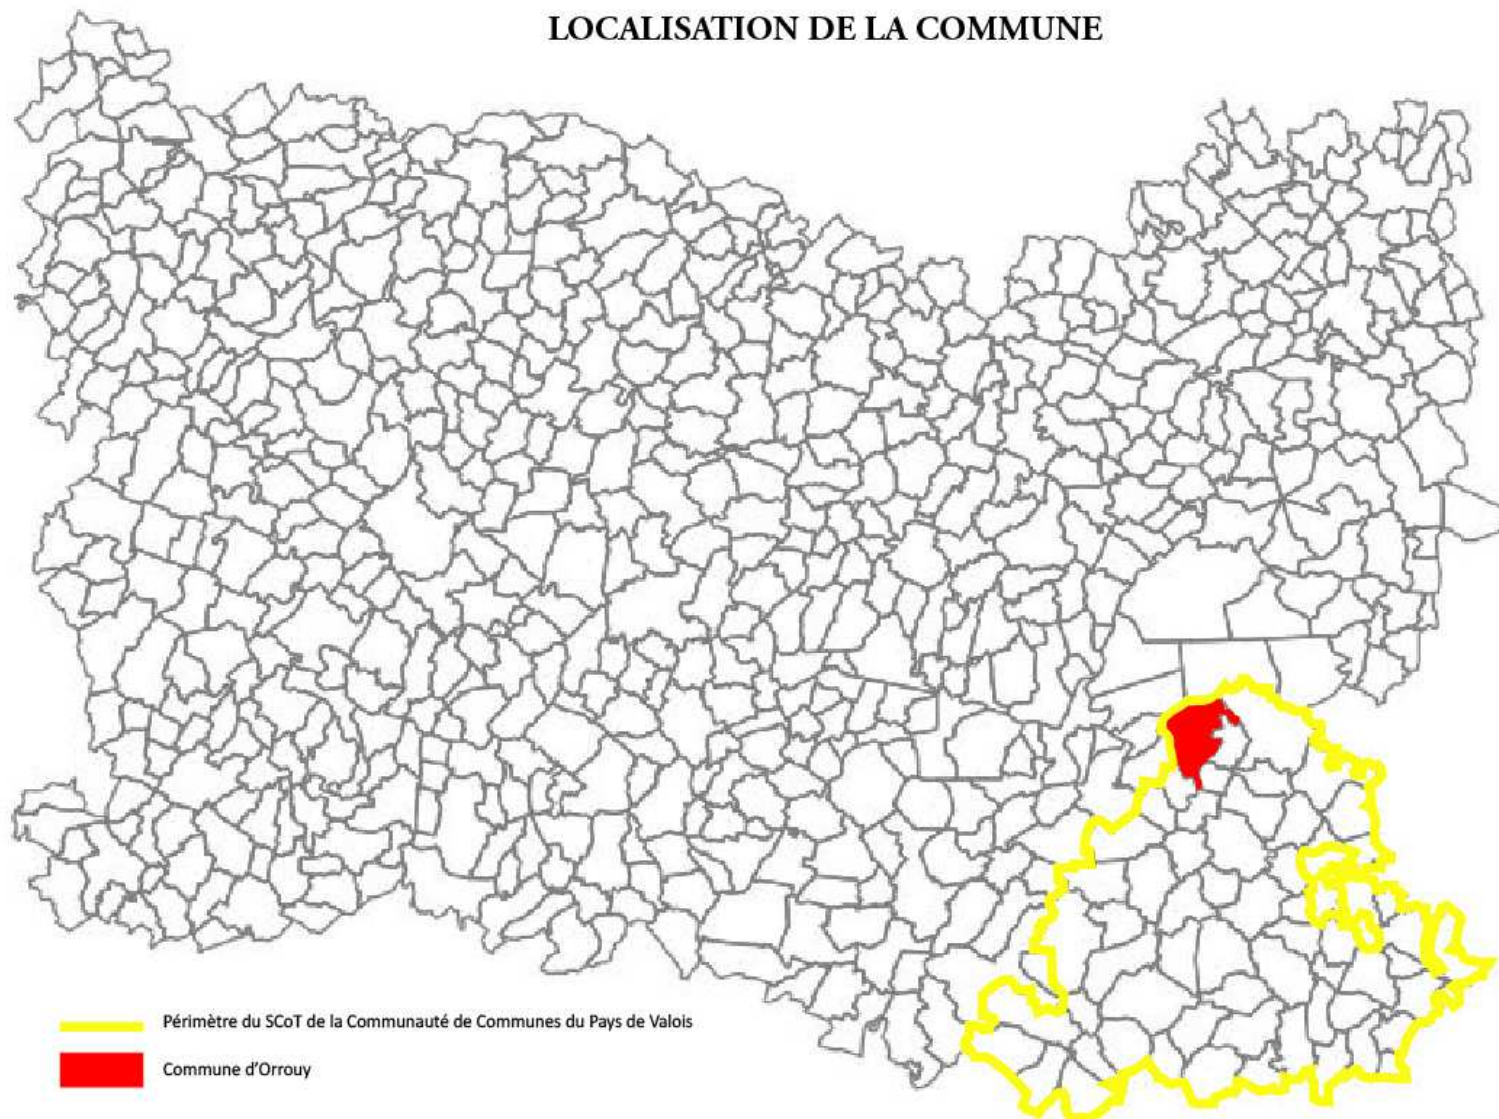 LOCALISATION DE LA COMMUNE
Périmètre du SCoT de la Communauté de Communes du Pays de Valois
Commune d'Orrouy